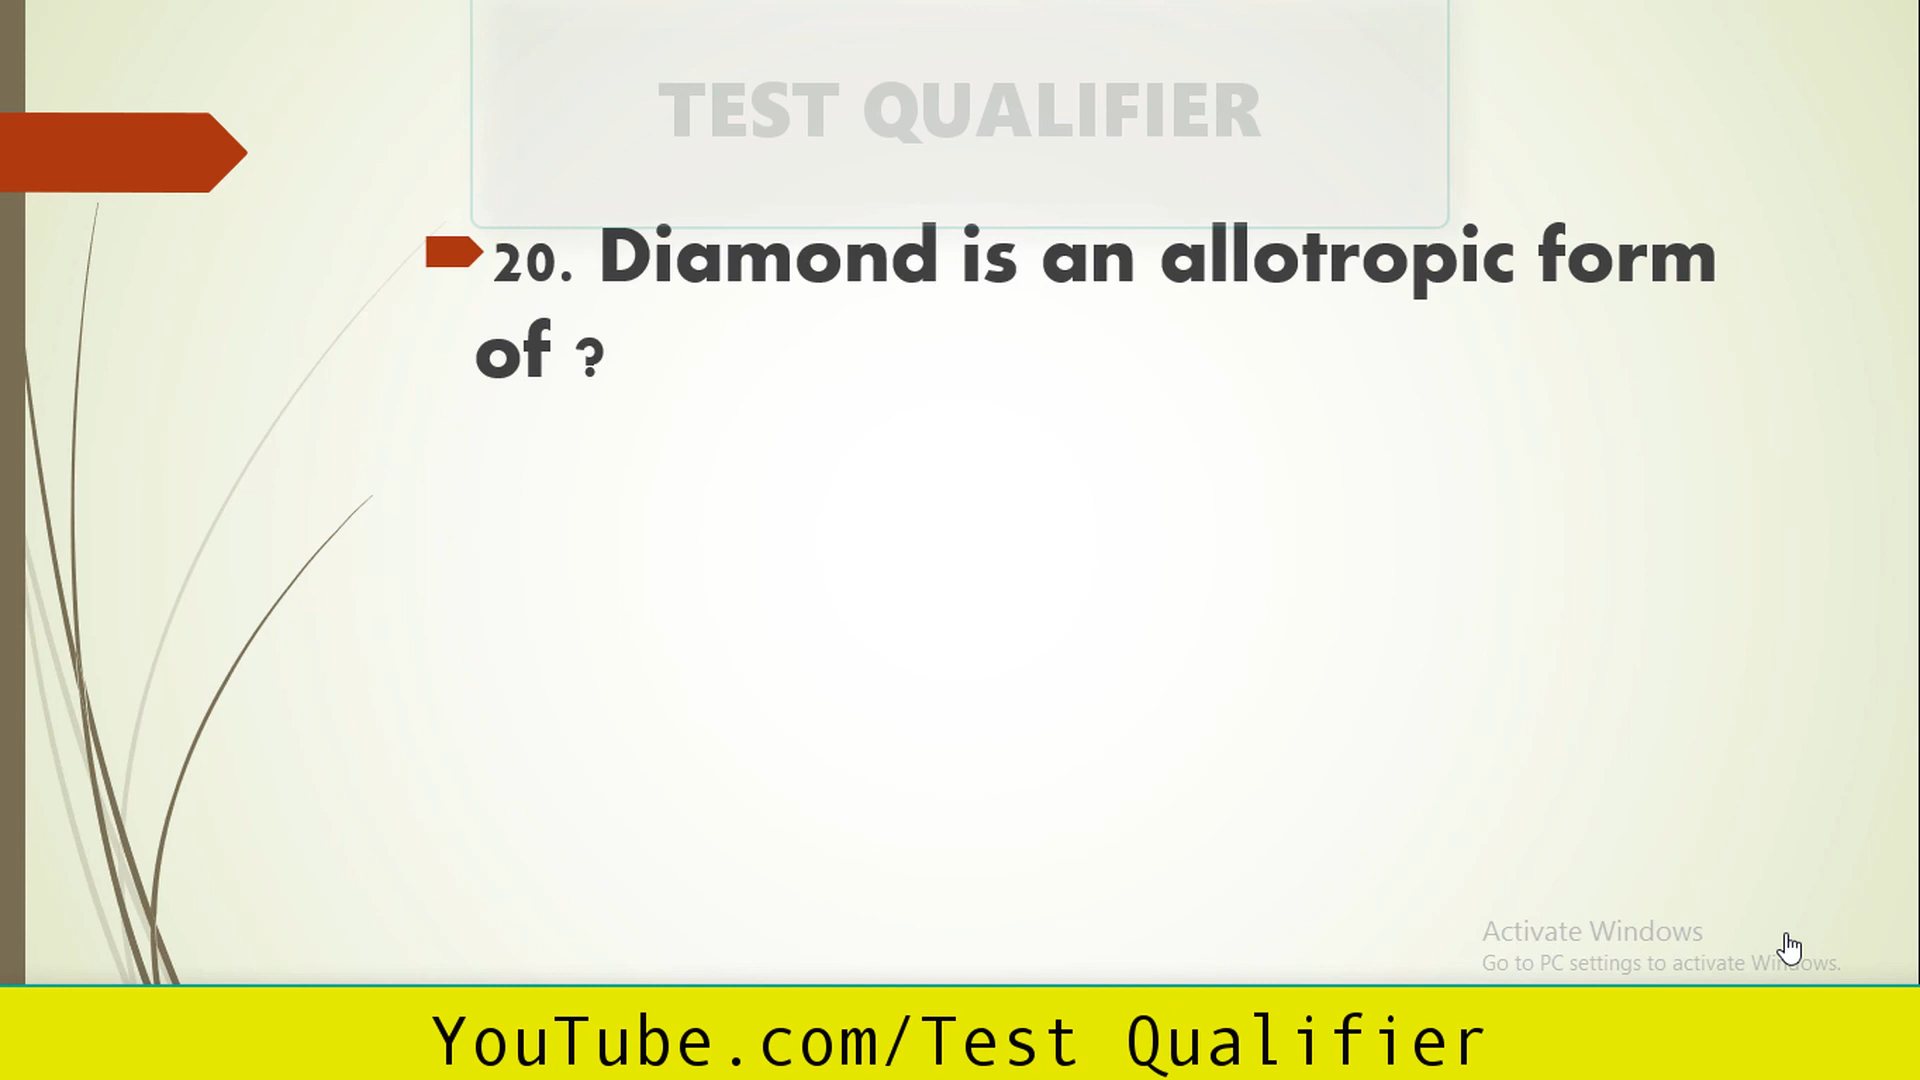 TEST QUALIFIER
20. Diamond is an allotropic form
of ?
Activate Windows
Go to PC settings to activate Windows.
YouTube.com/Test Qualifier